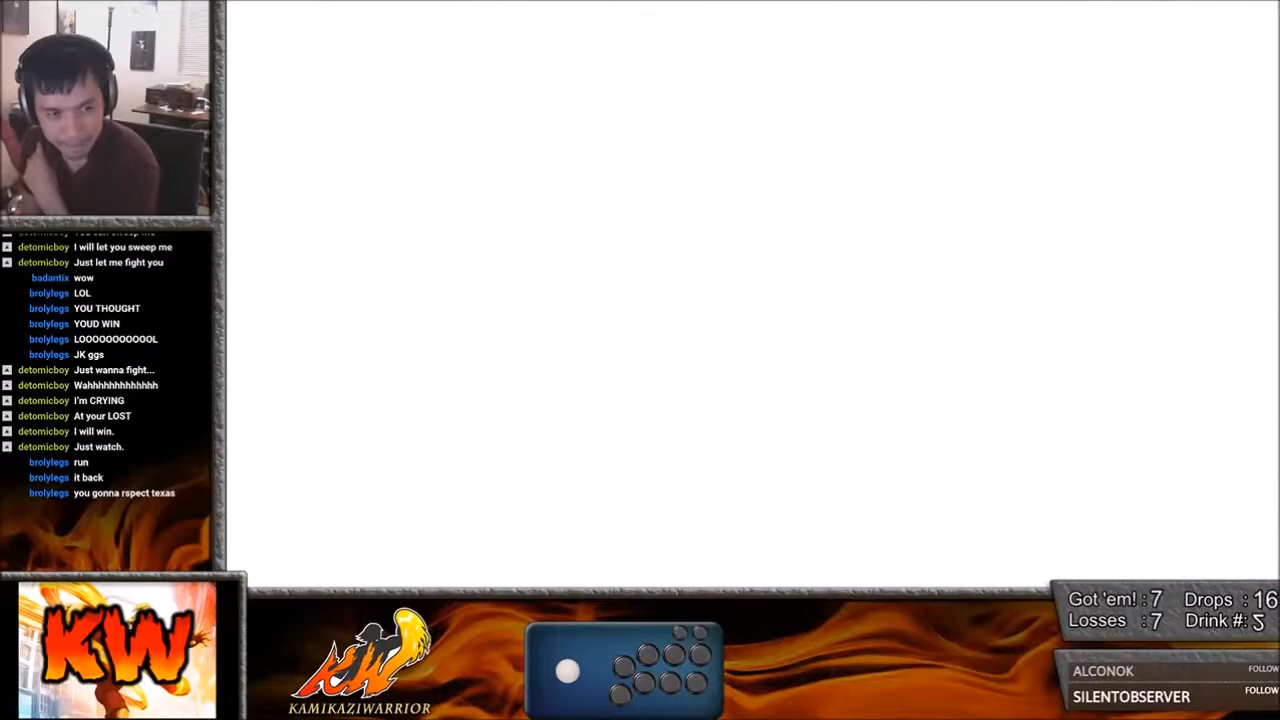 detomicboy I will let you sweep me
detomicboy Just let me fight you
badantix wow
brolylegs LOL
brolylegs YOU THOUGHT
brolylegs YOUD WIN
brolylegs LOOOOOOOOOOL
brolylegs JK ggs
detomicboy Just wanna fight...
detomicboy Wahhhhhhhhhhhh
detomicboy I'm CRYING
detomicboy At your LOST
detomicboy I will win.
detomicboy Just watch.
brolylegs run
brolylegs it back
brolylegs you gonna rspect texas
KW
KW
KAMIKAZIWARRIOR
Got 'em! : 7 Drops : 16
Losses : 7 Drink #: 5
ALCONOK FOLLOW
SILENTOBSERVER FOLLOW